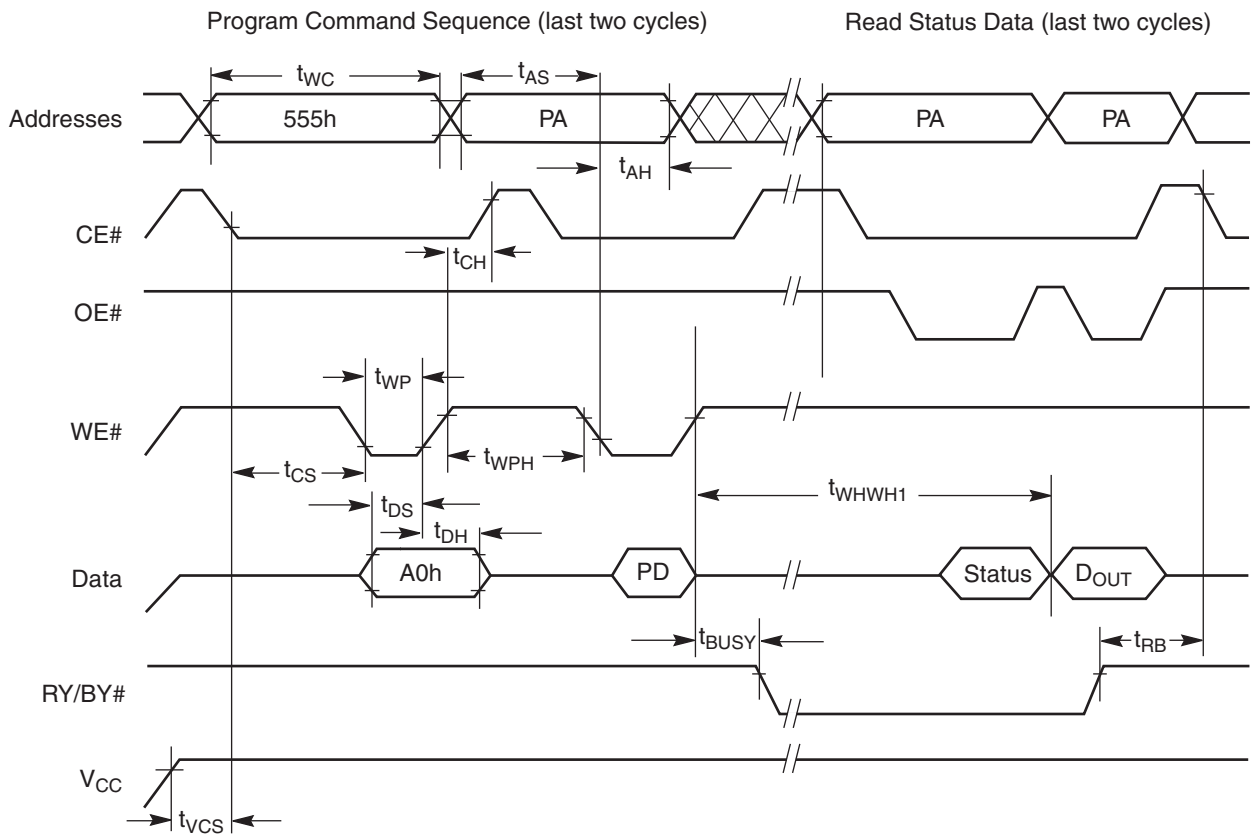 Program Command Sequence (last two cycles)
Read Status Data (last two cycles)
tWC
tAS
Addresses
555h
PA
PA
PA
tAH
CE#
tCH
OE#
tWP
WE#
tCS
tWPH
tWHWH1
tDS
tDH
Data
A0h
PD
Status
DOUT
tBUSY
tRB
RY/BY#
VCC
tVCS